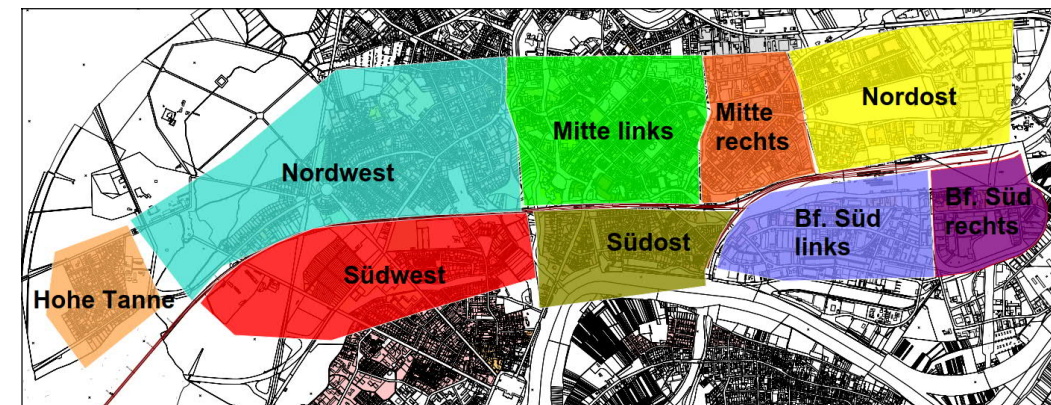 Nordost
Mitte links
Mitte
rechts
Nordwest
Bf. Süd
links
Bf. Süd
rechts
Südost
Südwest
Hohe Tanne